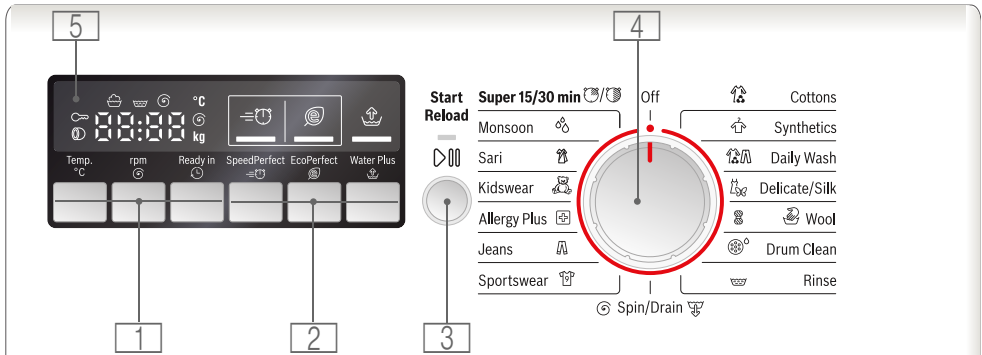 5
4
°C
88:88
kg
Temp.
°C
rpm
Ready in
SpeedPerfect
EcoPerfect
Water Plus
Start
Reload
Super 15/30 min
Monsoon
Sari
Kidswear
Allergy Plus
Jeans
Sportswear
Off
Cottons
Synthetics
Daily Wash
Delicate/Silk
Wool
Drum Clean
Rinse
Spin/Drain
1
2
3